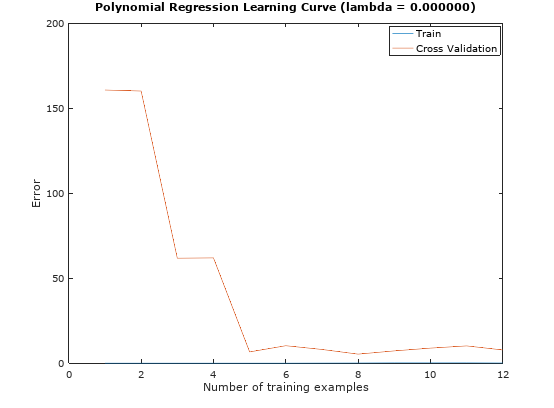 Polynomial Regression Learning Curve (lambda = 0.000000)
200
150
100
50
0
Error
Train
Cross Validation
0 2 4 6 8 10 12
Number of training examples